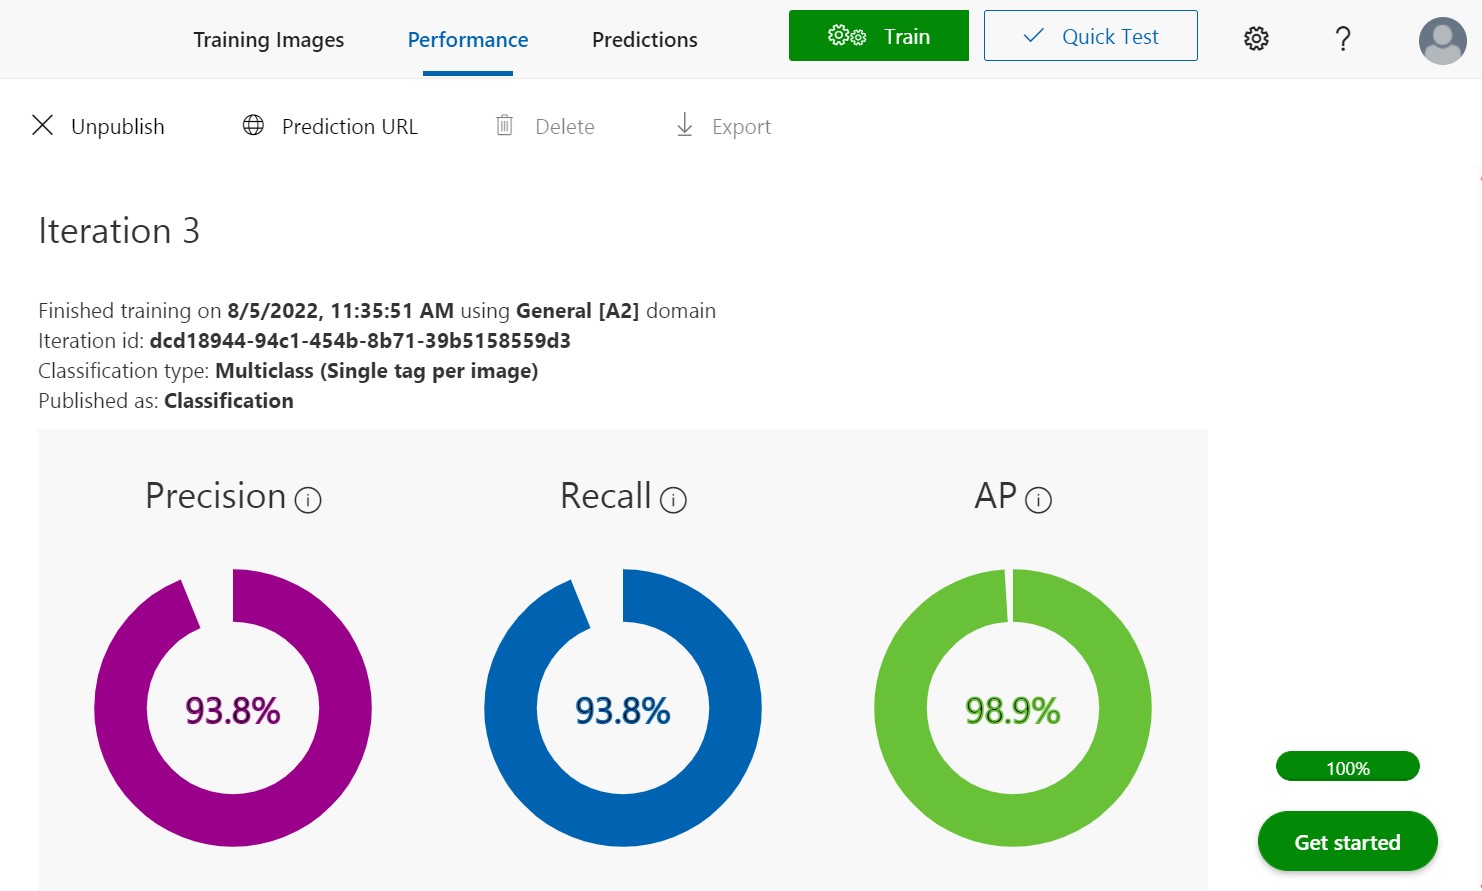 Training Images
Performance
Predictions
Train
Quick Test
?
Unpublish
Prediction URL
Delete
Export
Iteration 3
Finished training on 8/5/2022, 11:35:51 AM using General [A2] domain
Iteration id: dcd18944-94c1-454b-8b71-39b5158559d3
Classification type: Multiclass (Single tag per image)
Published as: Classification
Precision i
Recall i
AP i
93.8%
93.8%
98.9%
100%
Get started